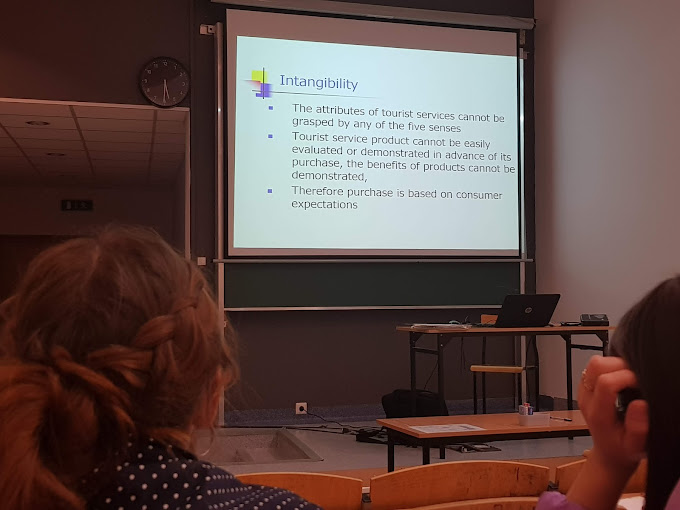 Intangibility
The attributes of tourist services cannot be
grasped by any of the five senses
Tourist service product cannot be easily
evaluated or demonstrated in advance of its
purchase, the benefits of products cannot be
demonstrated,
Therefore purchase is based on consumer
expectations